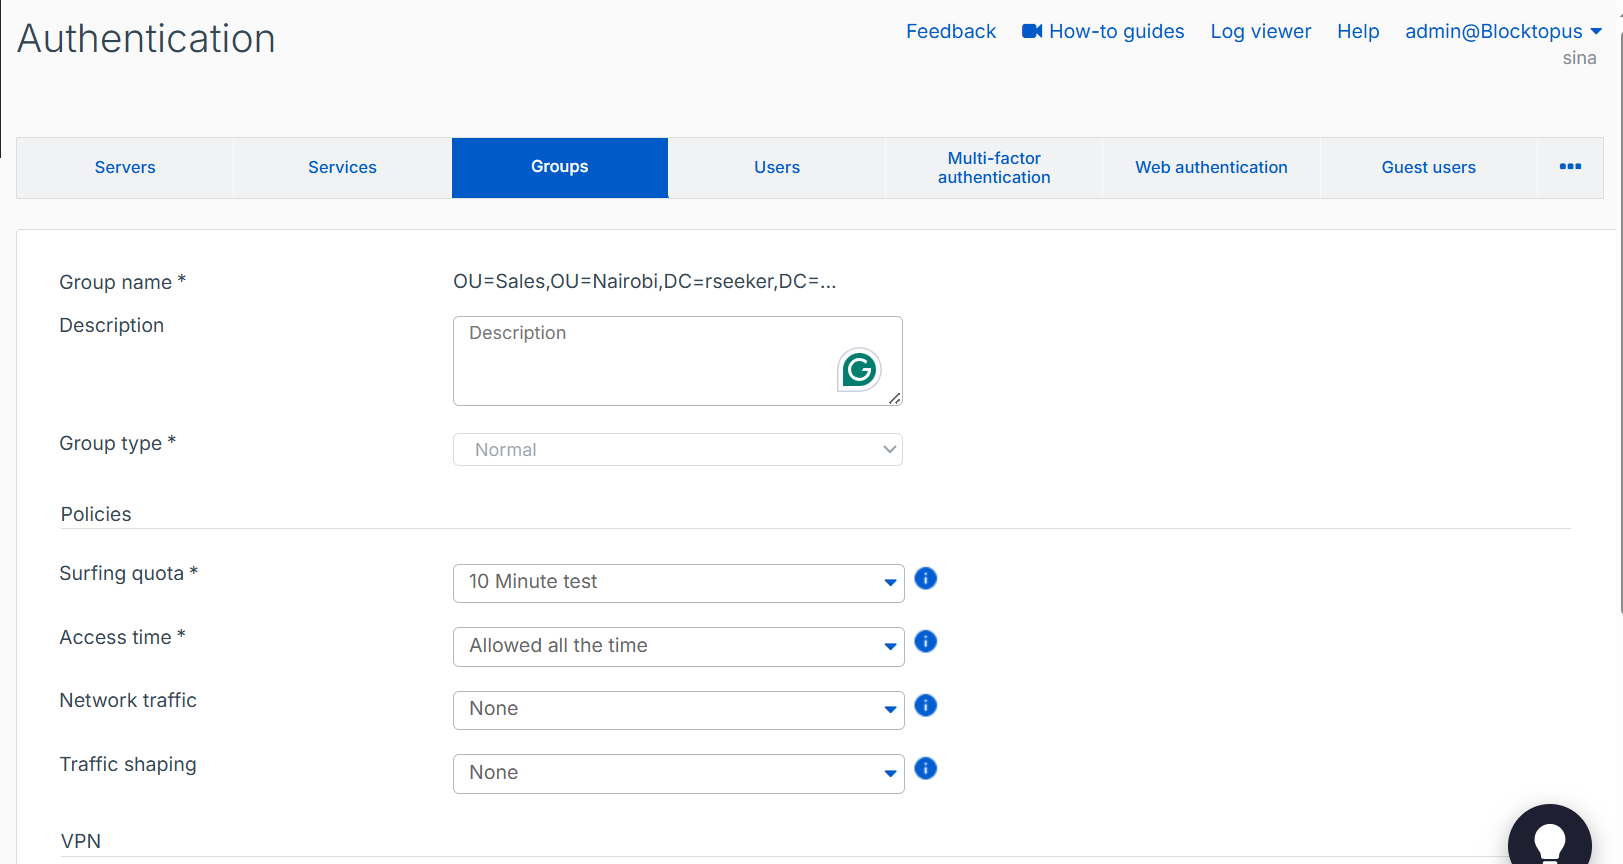 Authentication
Feedback How-to guides Log viewer Help admin@Blocktopus
sina
Servers Services Groups Users Multi-factor authentication Web authentication Guest users
Group name * OU=Sales,OU=Nairobi,DC=rseeker,DC=...
Description Description
Group type * Normal
Policies
Surfing quota * 10 Minute test
Access time * Allowed all the time
Network traffic None
Traffic shaping None
VPN